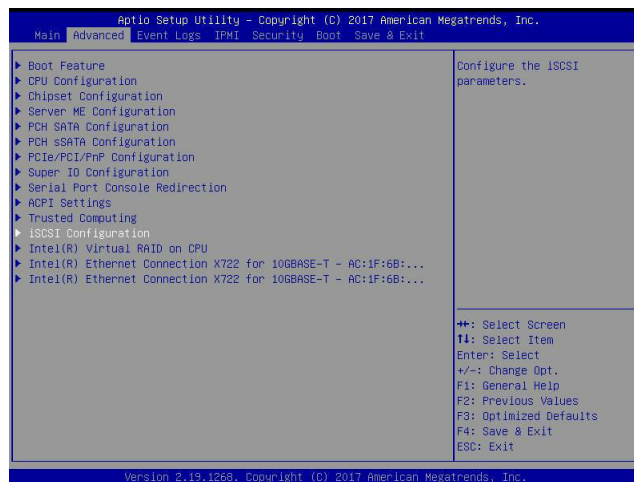 Aptio Setup Utility – Copyright (C) 2017 American Megatrends, Inc.
Main Advanced Event Logs IPMI Security Boot Save & Exit
Boot Feature
CPU Configuration
Chipset Configuration
Server ME Configuration
PCH SATA Configuration
PCH sSATA Configuration
PCIe/PCI/PnP Configuration
Super IO Configuration
Serial Port Console Redirection
ACPI Settings
Trusted Computing
iSCSI Configuration
Intel(R) Virtual RAID on CPU
Intel(R) Ethernet Connection X722 for 10GBASE-T – AC:1F:6B:...
Intel(R) Ethernet Connection X722 for 10GBASE-T – AC:1F:6B:...
Configure the iSCSI
parameters.
→←: Select Screen
↑↓: Select Item
Enter: Select
+/-: Change Opt.
F1: General Help
F2: Previous Values
F3: Optimized Defaults
F4: Save & Exit
ESC: Exit
Version 2.19.1268. Copyright (C) 2017 American Megatrends, Inc.